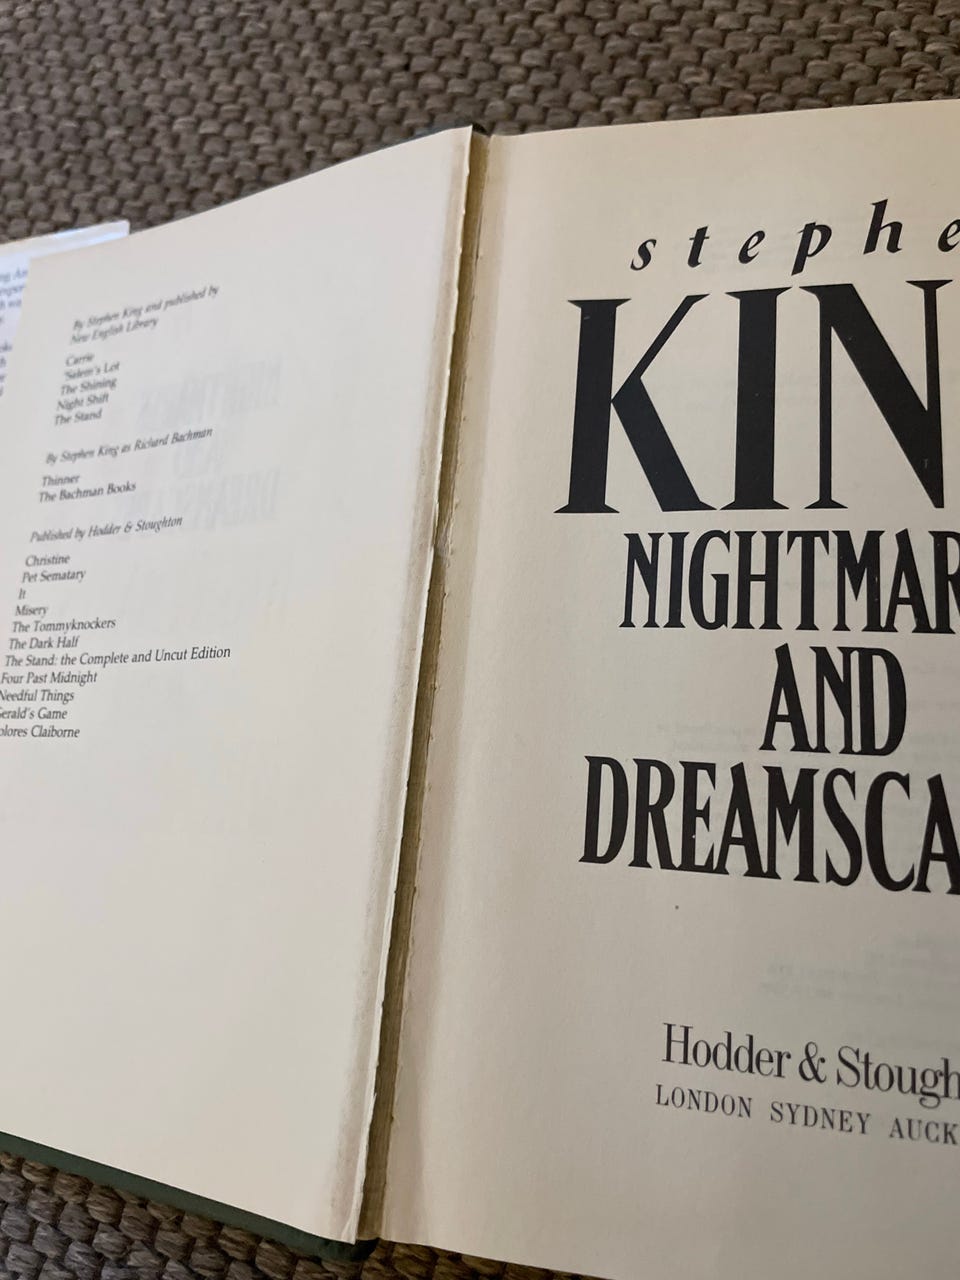 By Stephen King and published by
New English Library
Carrie
'Salem's Lot
The Shining
Night Shift
The Stand
By Stephen King as Richard Bachman
Thinner
The Bachman Books
Published by Hodder & Stoughton
Christine
Pet Sematary
It
Misery
The Tommyknockers
The Dark Half
The Stand: the Complete and Uncut Edition
Four Past Midnight
Needful Things
Gerald's Game
olores Claiborne
stephe
KIN
NIGHTMAR
AND
DREAMSCA
Hodder & Stough
LONDON SYDNEY AUCK